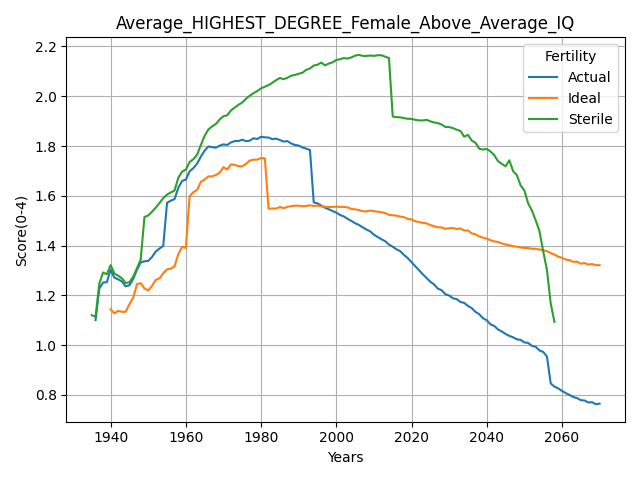 Average_HIGHEST_DEGREE_Female_Above_Average_IQ
Score(0-4)
2.2
2.0
1.8
1.6
1.4
1.2
1.0
0.8
Fertility
Actual
Ideal
Sterile
1940 1960 1980 2000 2020 2040 2060
Years